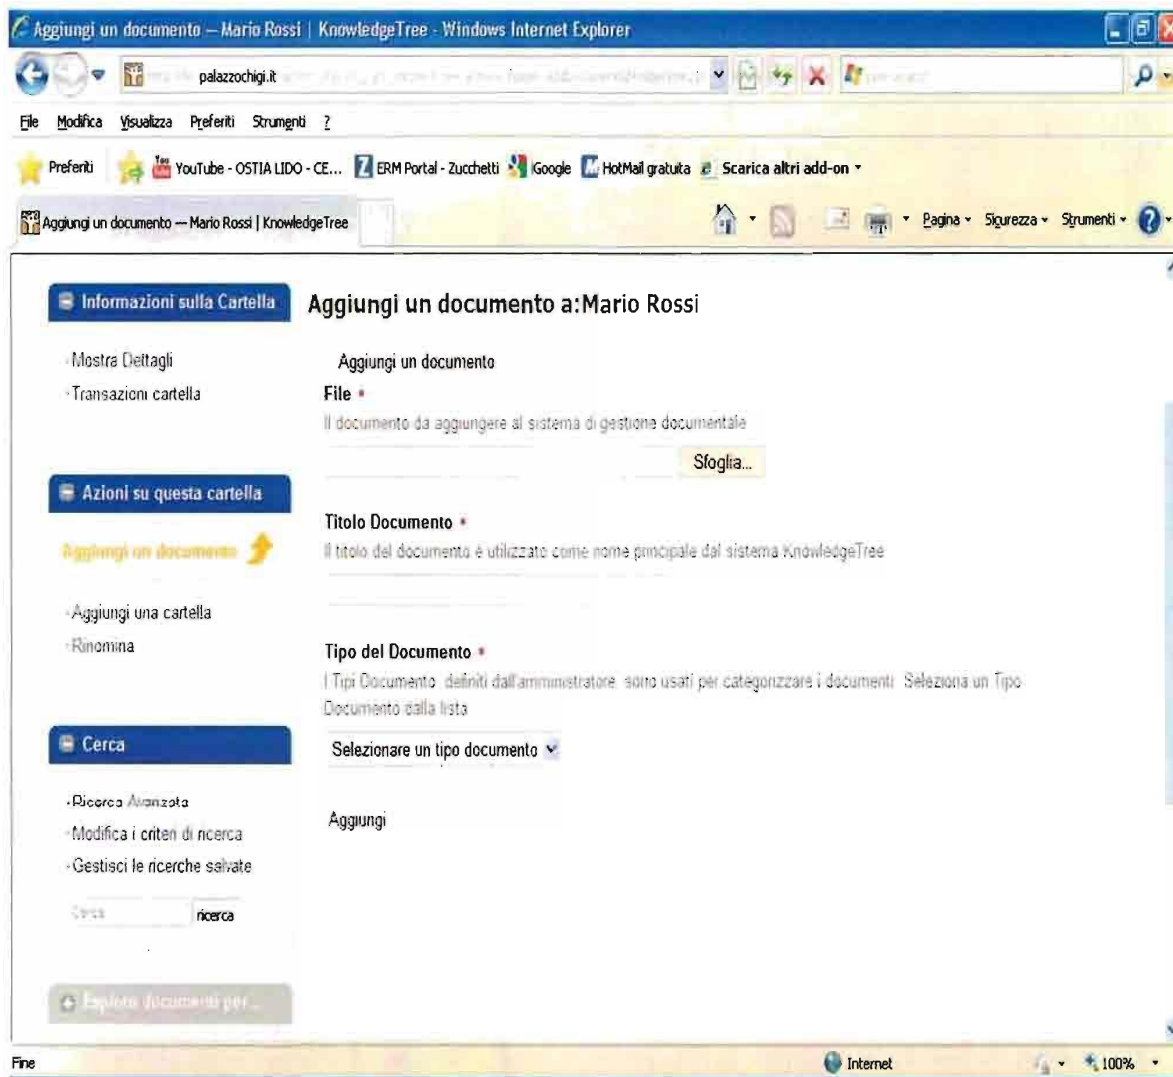 Aggiungi un documento — Mario Rossi | KnowledgeTree - Windows Internet Explorer
palazzochigi.it
File Modifica Visualizza Preferiti Strumenti ?
Preferiti YouTube - OSTIA LIDO - CE... ERM Portal - Zucchetti iGoogle HotMail gratuita Scarica altri add-on
Aggiungi un documento — Mario Rossi | KnowledgeTree
Pagina Sicurezza Strumenti
Informazioni sulla Cartella
Mostra Dettagli
Transazioni cartella
Azioni su questa cartella
Aggiungi un documento
Aggiungi una cartella
Rinomina
Cerca
Ricerca Avanzata
Modifica i criteri di ricerca
Gestisci le ricerche salvate
Cerca ricerca
Esplora documenti per...
Aggiungi un documento a:Mario Rossi
Aggiungi un documento
File *
Il documento da aggiungere al sistema di gestione documentale
Sfoglia...
Titolo Documento *
Il titolo del documento è utilizzato come nome principale dal sistema KnowledgeTree
Tipo del Documento *
I Tipi Documento definiti dall'amministratore sono usati per categorizzare i documenti Seleziona un Tipo
Documento dalla lista
Selezionare un tipo documento
Aggiungi
Fine Internet 100%